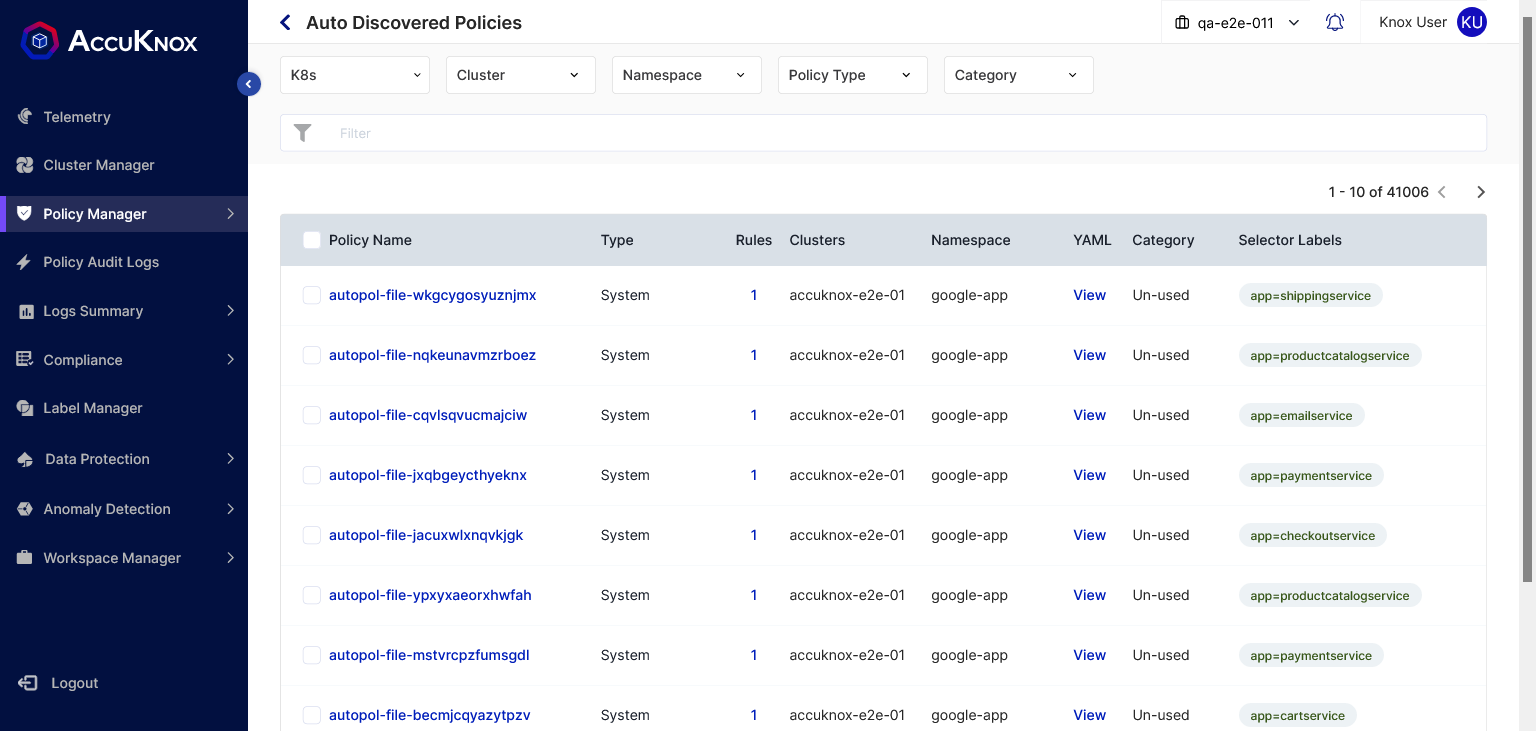 AccuKnox
Auto Discovered Policies
qa-e2e-011
Knox User KU
K8s Cluster Namespace Policy Type Category
Filter
Telemetry
Cluster Manager
Policy Manager
Policy Audit Logs
Logs Summary
Compliance
Label Manager
Data Protection
Anomaly Detection
Workspace Manager
Logout
1 - 10 of 41006
Policy Name Type Rules Clusters Namespace YAML Category Selector Labels
autopol-file-wkgcygosyuznjmx System 1 accuknox-e2e-01 google-app View Un-used app=shippingservice
autopol-file-nqkeunavmzrboez System 1 accuknox-e2e-01 google-app View Un-used app=productcatalogservice
autopol-file-cqvlsqvucmajciw System 1 accuknox-e2e-01 google-app View Un-used app=emailservice
autopol-file-jxqbgeycthyeknx System 1 accuknox-e2e-01 google-app View Un-used app=paymentservice
autopol-file-jacuxwlxnqvkjgk System 1 accuknox-e2e-01 google-app View Un-used app=checkoutservice
autopol-file-ypxyxaeorxhwfah System 1 accuknox-e2e-01 google-app View Un-used app=productcatalogservice
autopol-file-mstvrcpzfumsgdl System 1 accuknox-e2e-01 google-app View Un-used app=paymentservice
autopol-file-becmjcqyazytpzv System 1 accuknox-e2e-01 google-app View Un-used app=cartservice